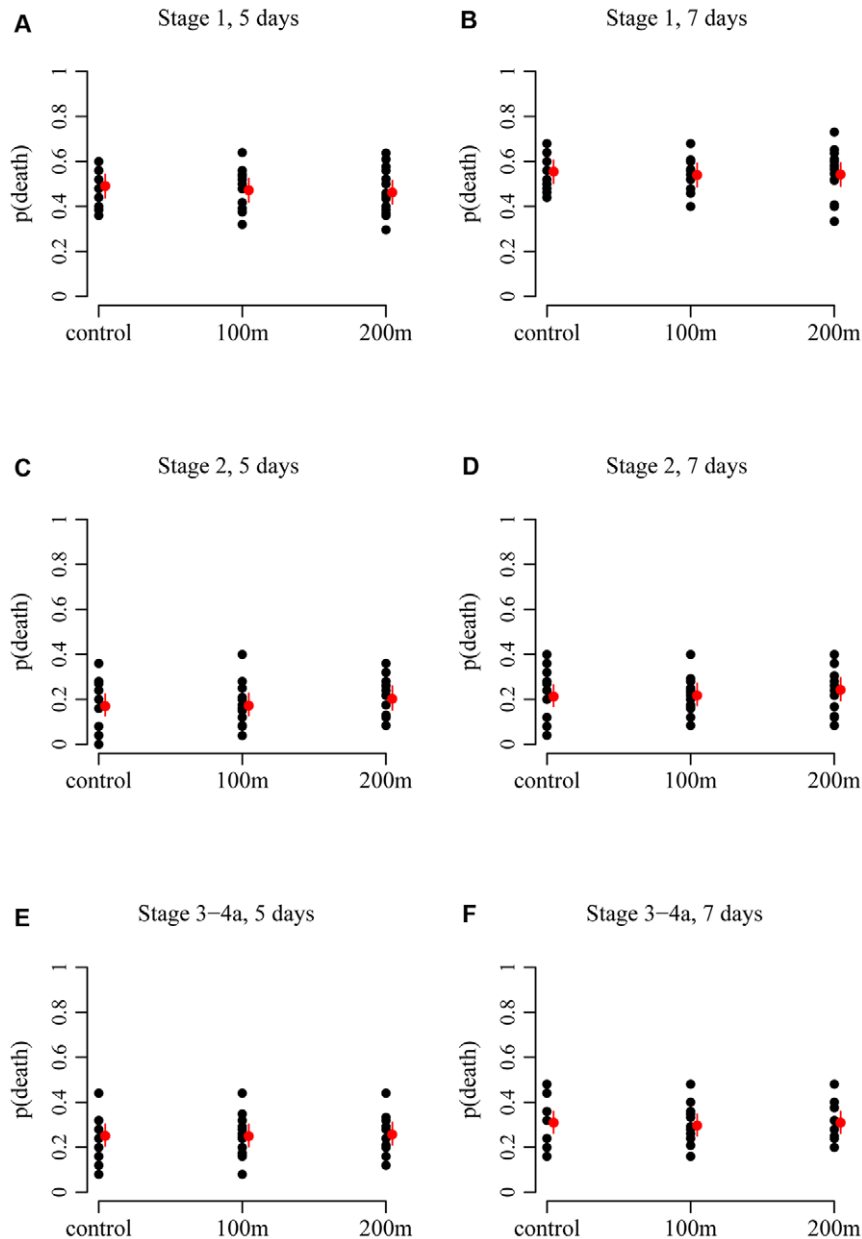 A
Stage 1, 5 days
p(death)
1
0.8
0.6
0.4
0.2
0
control 100m 200m
B
Stage 1, 7 days
p(death)
1
0.8
0.6
0.4
0.2
0
control 100m 200m
C
Stage 2, 5 days
p(death)
1
0.8
0.6
0.4
0.2
0
control 100m 200m
D
Stage 2, 7 days
p(death)
1
0.8
0.6
0.4
0.2
0
control 100m 200m
E
Stage 3−4a, 5 days
p(death)
1
0.8
0.6
0.4
0.2
0
control 100m 200m
F
Stage 3−4a, 7 days
p(death)
1
0.8
0.6
0.4
0.2
0
control 100m 200m